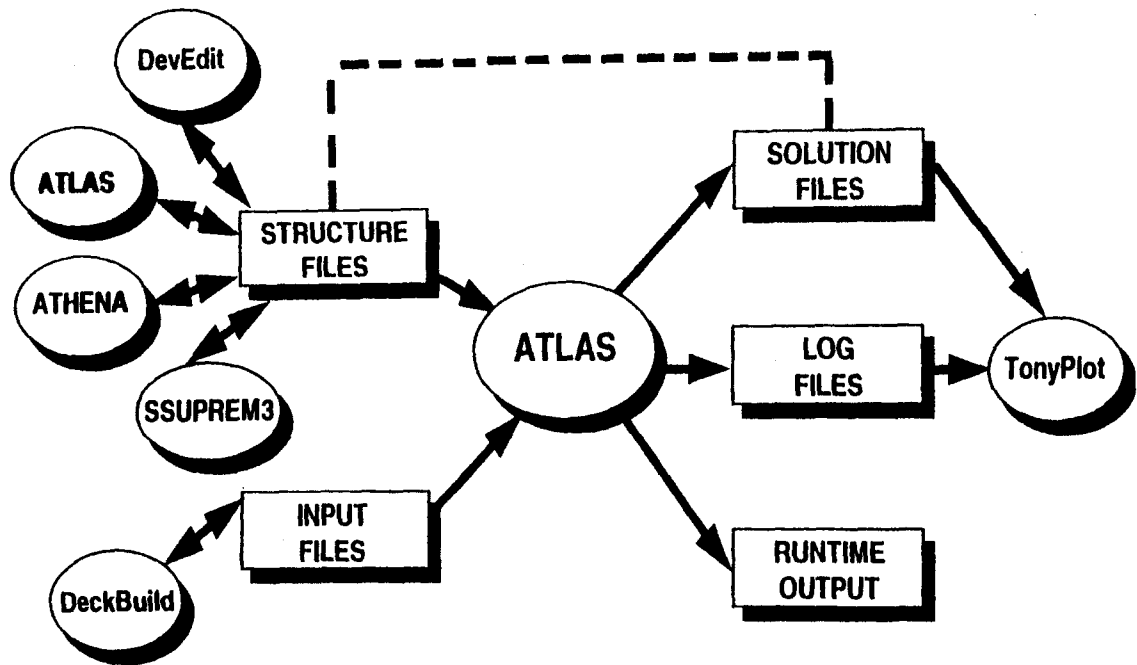 DevEdit
ATLAS
ATHENA
SSUPREM3
DeckBuild
STRUCTURE
FILES
INPUT
FILES
ATLAS
SOLUTION
FILES
LOG
FILES
RUNTIME
OUTPUT
TonyPlot